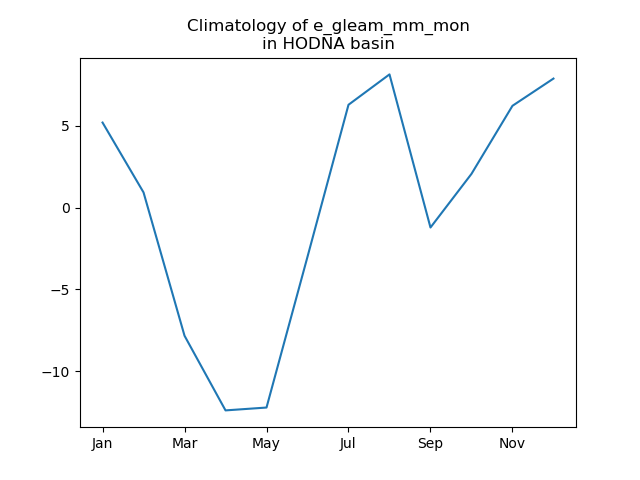 Climatology of e_gleam_mm_mon
in HODNA basin
5
0
−5
−10
Jan
Mar
May
Jul
Sep
Nov